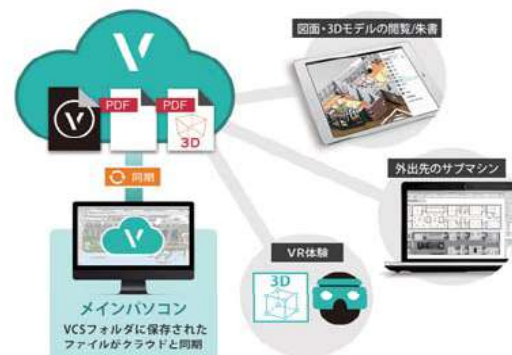 図面・3Dモデルの閲覧/朱書
PDF
PDF
3D
同期
外出先のサブマシン
VR体験
3D
メインパソコン
VCSフォルダに保存された
ファイルがクラウドと同期